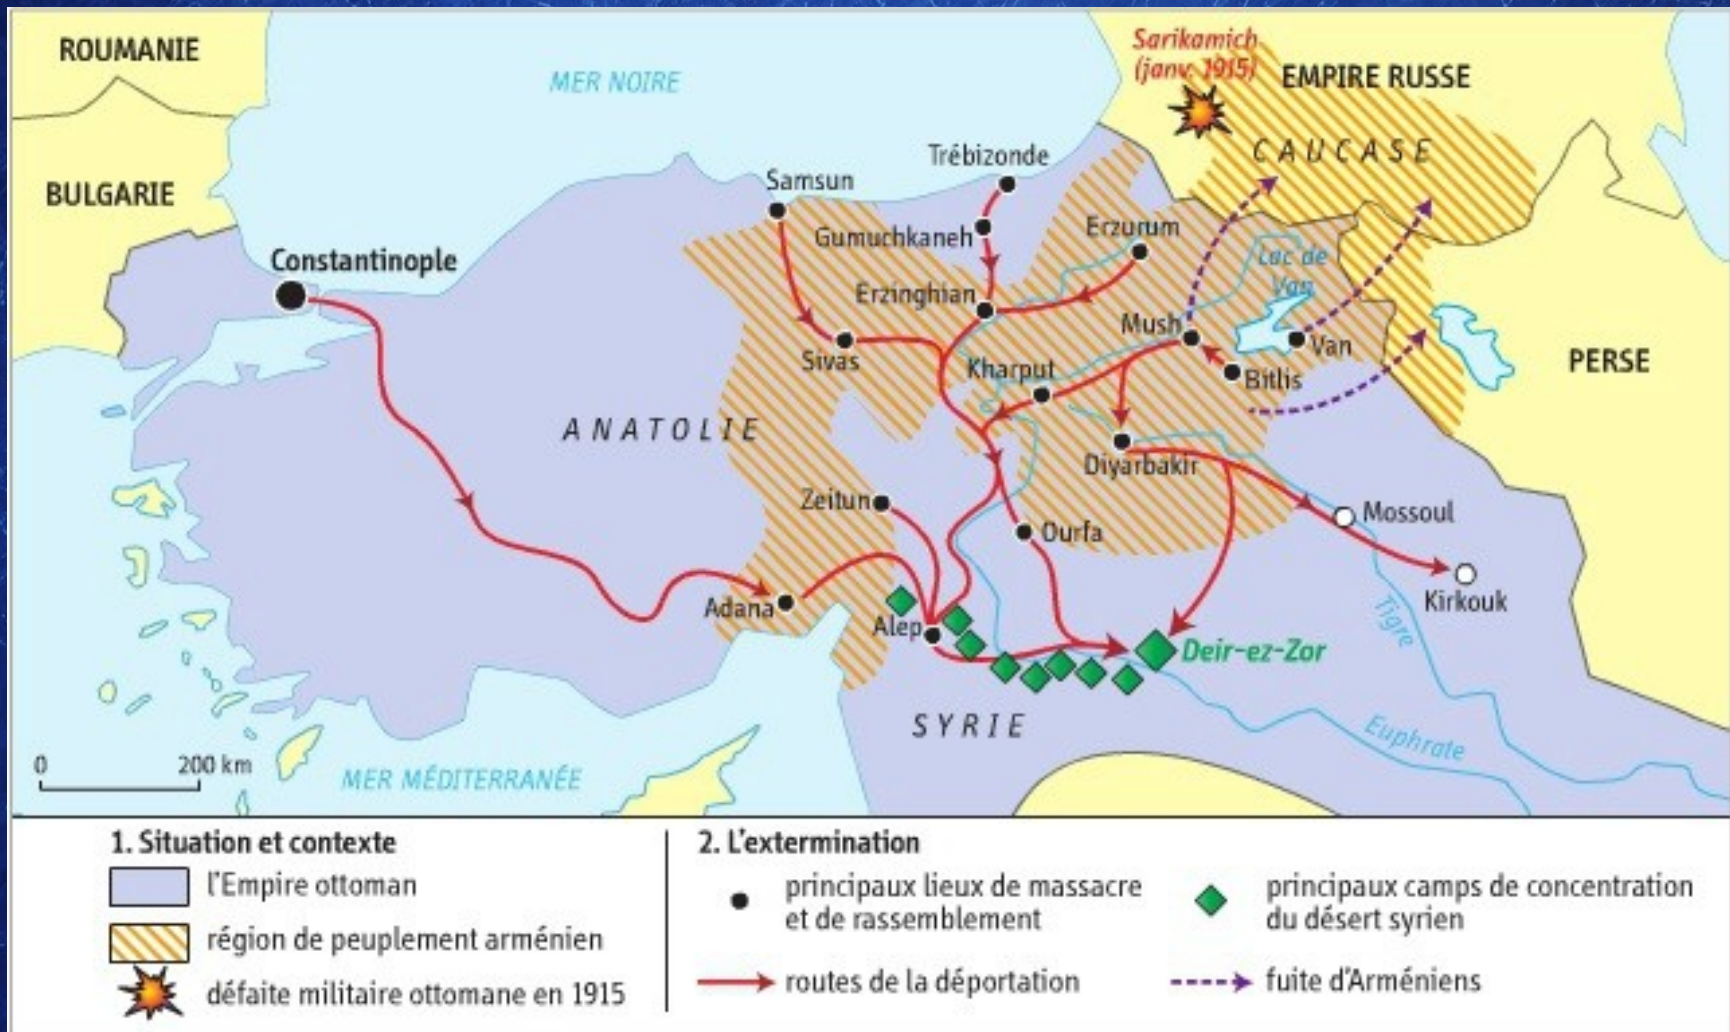 ROUMANIE
MER NOIRE
Sarikamich
(janv. 1915)
EMPIRE RUSSE
CAUCASE
BULGARIE
Trébizonde
Samsun
Gumuchkaneh
Erzurum
Constantinople
Lac de
Van
Erzinghian
Mush
Van
Sivas
Kharput
Bitlis
PERSE
ANATOLIE
Diyarbakir
Zeitun
Mossoul
Ourfa
Adana
Kirkouk
Alep
Tigre
Deir-ez-Zor
SYRIE
Euphrate
0 200 km
MER MÉDITERRANÉE
1. Situation et contexte
l'Empire ottoman
région de peuplement arménien
défaite militaire ottomane en 1915
2. L'extermination
principaux lieux de massacre
et de rassemblement
routes de la déportation
principaux camps de concentration
du désert syrien
fuite d'Arméniens